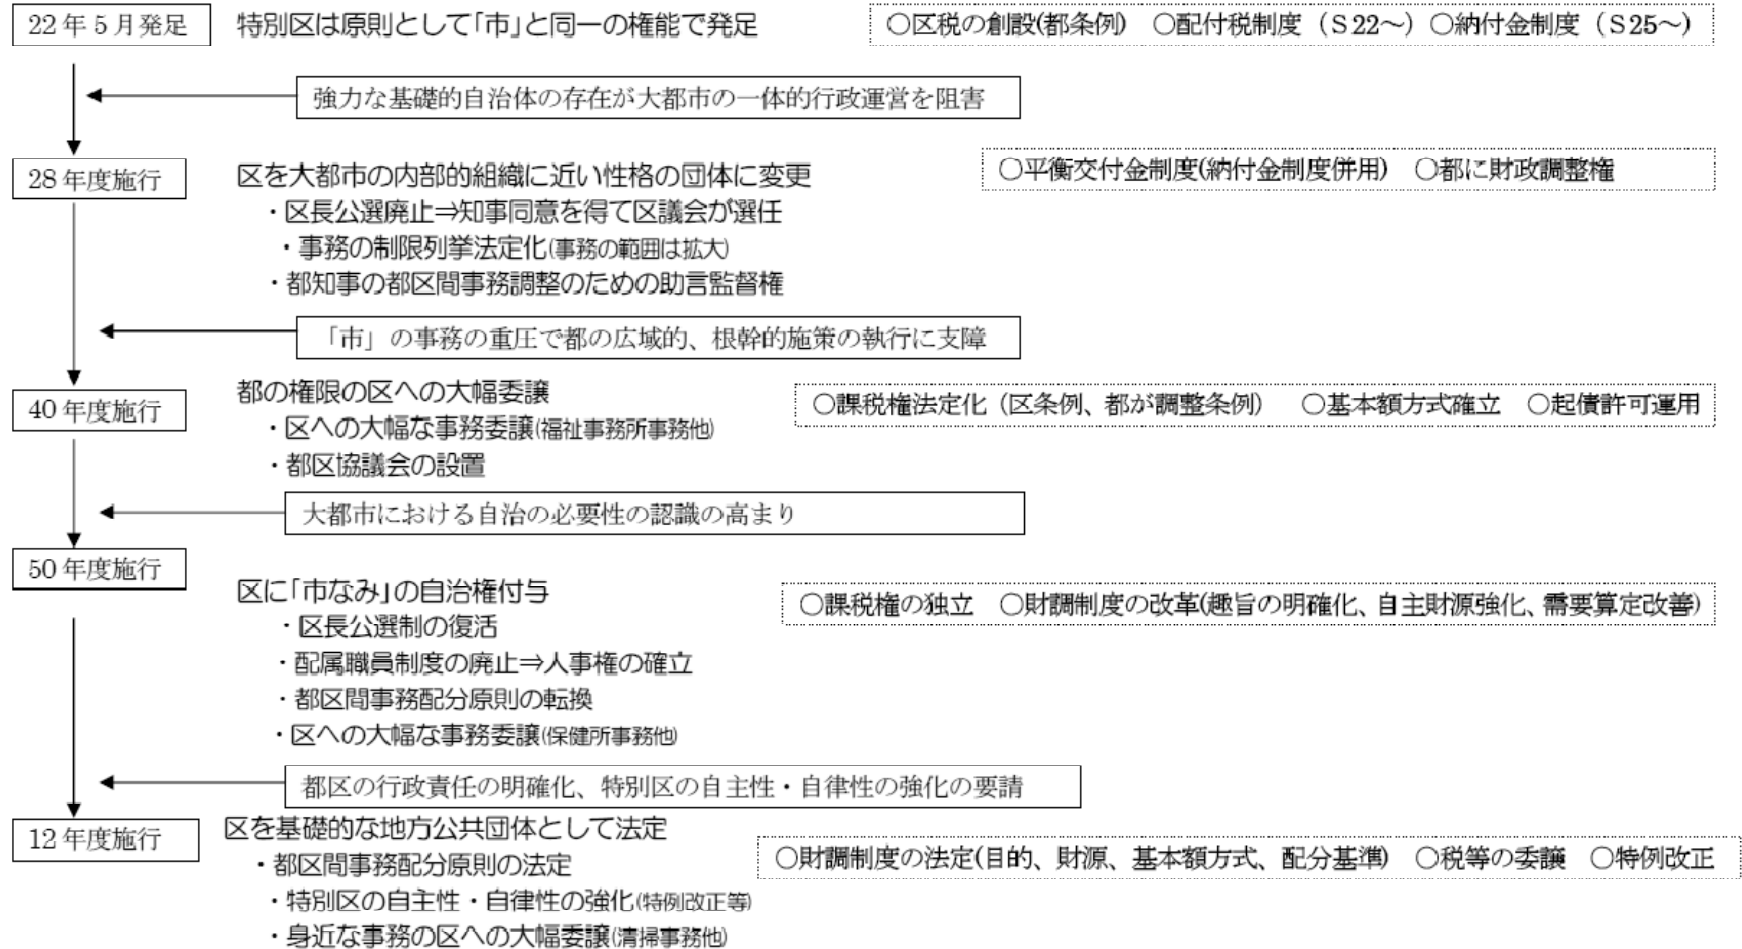 22年5月発足 特別区は原則として「市」と同一の権能で発足 ○区税の創設(都条例) ○配付税制度（S22～）○納付金制度（S25～）
強力な基礎的自治体の存在が大都市の一体的行政運営を阻害
28年度施行 区を大都市の内部的組織に近い性格の団体に変更 ○平衡交付金制度(納付金制度併用) ○都に財政調整権
・区長公選廃止⇒知事同意を得て区議会が選任
・事務の制限列挙法定化(事務の範囲は拡大)
・都知事の都区間事務調整のための助言監督権
「市」の事務の重圧で都の広域的、根幹的施策の執行に支障
40年度施行 都の権限の区への大幅委譲 ○課税権法定化（区条例、都が調整条例） ○基本額方式確立 ○起債許可運用
・区への大幅な事務委譲(福祉事務所事務他)
・都区協議会の設置
大都市における自治の必要性の認識の高まり
50年度施行 区に「市なみ」の自治権付与 ○課税権の独立 ○財調制度の改革(趣旨の明確化、自主財源強化、需要算定改善)
・区長公選制の復活
・配属職員制度の廃止⇒人事権の確立
・都区間事務配分原則の転換
・区への大幅な事務委譲(保健所事務他)
都区の行政責任の明確化、特別区の自主性・自律性の強化の要請
12年度施行 区を基礎的な地方公共団体として法定 ○財調制度の法定(目的、財源、基本額方式、配分基準) ○税等の委譲 ○特例改正
・都区間事務配分原則の法定
・特別区の自主性・自律性の強化(特例改正等)
・身近な事務の区への大幅委譲(清掃事務他)